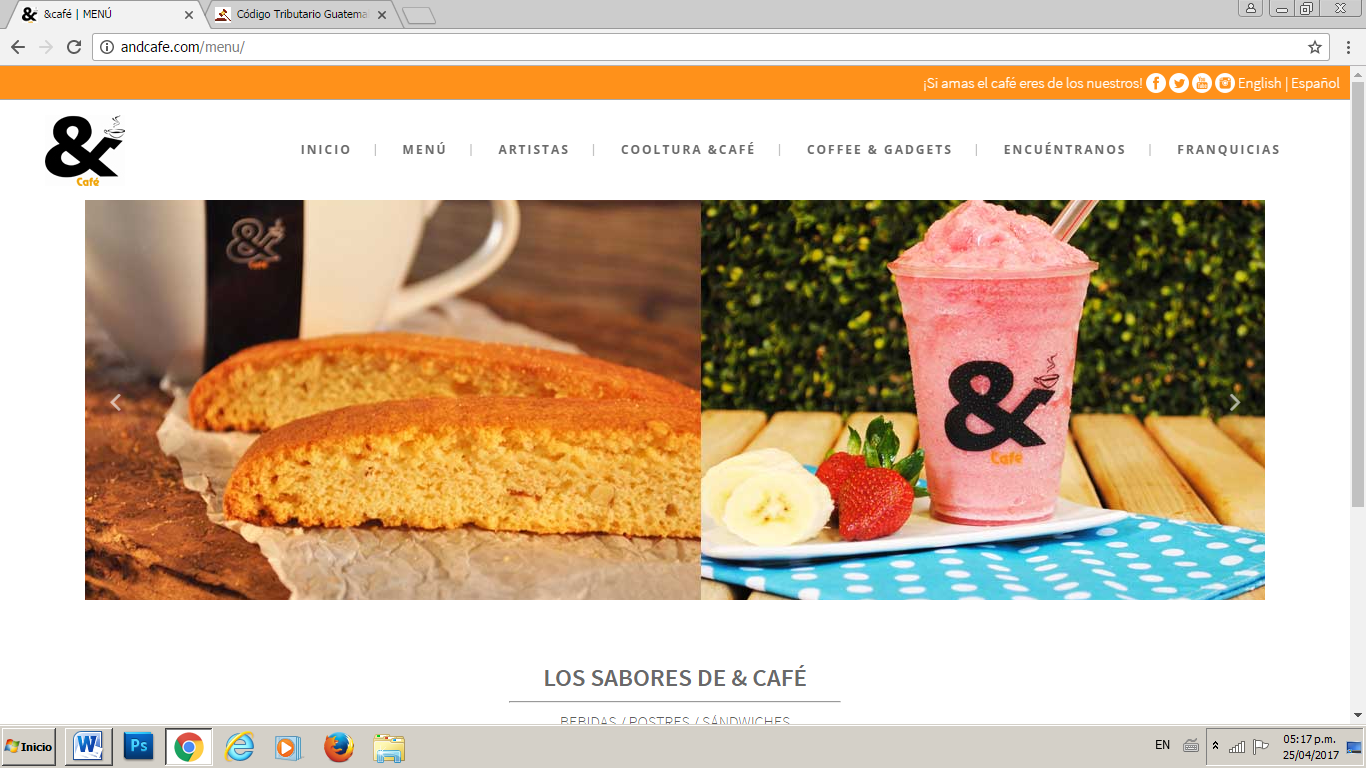 &café | MENÚ
Código Tributario Guatema
andcafe.com/menu/
¡Si amas el café eres de los nuestros! English | Español
& Café
INICIO | MENÚ | ARTISTAS | COOLTURA &CAFÉ | COFFEE & GADGETS | ENCUÉNTRANOS | FRANQUICIAS
& Café
& Café
LOS SABORES DE & CAFÉ
BEBIDAS / POSTRES / SÁNDWICHES
Inicio
EN
05:17 p.m.
25/04/2017